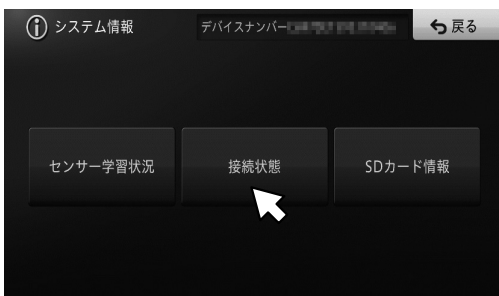 システム情報
デバイスナンバー
戻る
センサー学習状況
接続状態
SDカード情報